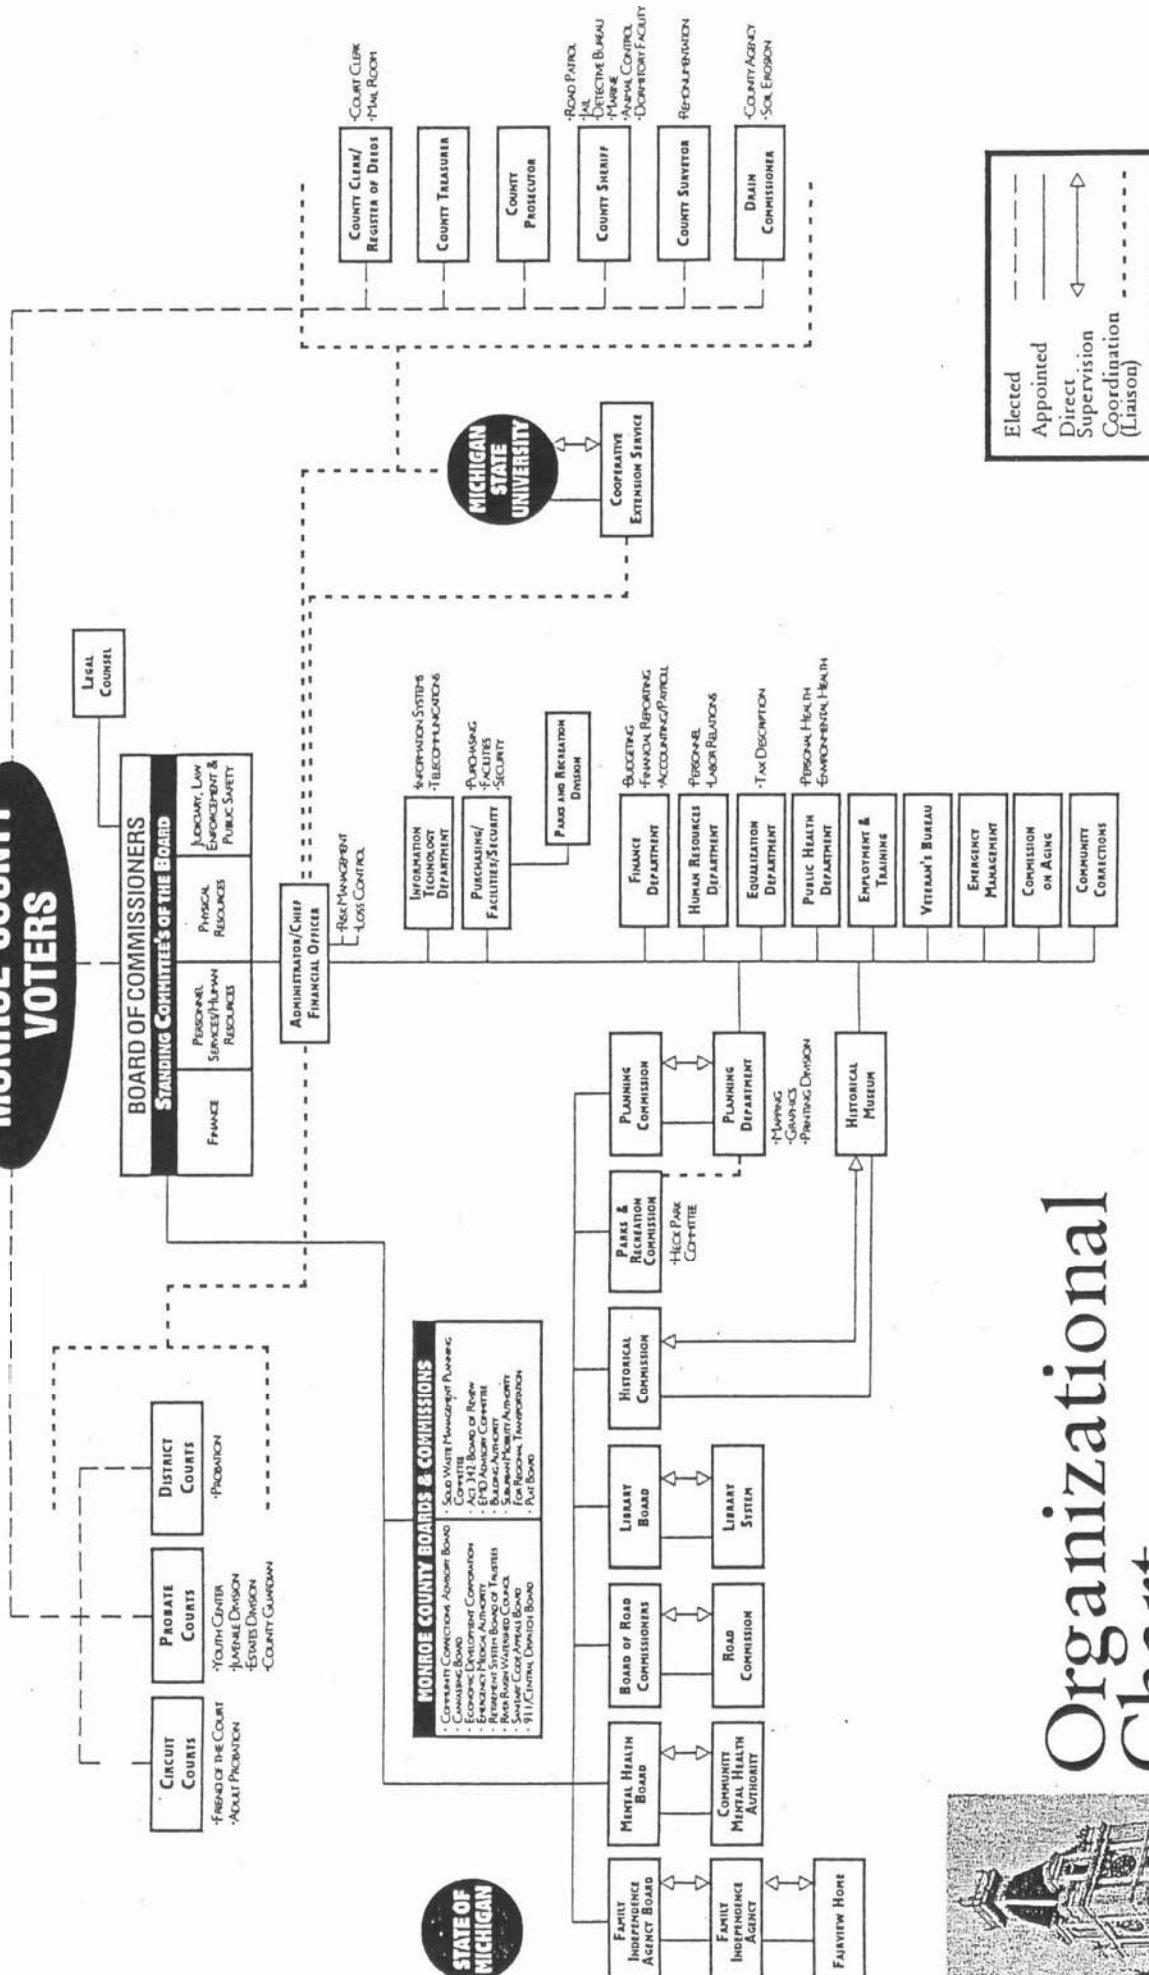 MONROE COUNTY
VOTERS
LEGAL
COUNSEL
BOARD OF COMMISSIONERS
STANDING COMMITTEE'S OF THE BOARD
FINANCE
PERSONNEL
SERVICES/HUMAN
RESOURCES
PHYSICAL
RESOURCES
JUDICIARY, LAW
ENFORCEMENT &
PUBLIC SAFETY
CIRCUIT
COURTS
·FRIEND OF THE COURT
·ADULT PROBATION
PROBATE
COURTS
·YOUTH CENTER
·JUVENILE DIVISION
·ESTATES DIVISION
·COUNTY GUARDIAN
DISTRICT
COURTS
·PROBATION
ADMINISTRATOR/CHIEF
FINANCIAL OFFICER
·RISK MANAGEMENT
·LOSS CONTROL
COUNTY CLERK/
REGISTER OF DEEDS
·COURT CLERK
·MAIL ROOM
COUNTY TREASURER
COUNTY
PROSECUTOR
COUNTY SHERIFF
·ROAD PATROL
·JAIL
·DETECTIVE BUREAU
·MARINE
·ANIMAL CONTROL
·DORMITORY FACILITY
COUNTY SURVEYOR
·REMONUMENTATION
DRAIN
COMMISSIONER
·COUNTY AGENCY
·SOIL EROSION
MICHIGAN
STATE
UNIVERSITY
COOPERATIVE
EXTENSION SERVICE
INFORMATION
TECHNOLOGY
DEPARTMENT
·INFORMATION SYSTEMS
·TELECOMMUNICATIONS
PURCHASING/
FACILITIES/SECURITY
·PURCHASING
·FACILITIES
·SECURITY
PARKS AND RECREATION
DIVISION
FINANCE
DEPARTMENT
·BUDGETING
·FINANCIAL REPORTING
·ACCOUNTING/PAYROLL
HUMAN RESOURCES
DEPARTMENT
·PERSONNEL
·LABOR RELATIONS
EQUALIZATION
DEPARTMENT
·TAX DESCRIPTION
PUBLIC HEALTH
DEPARTMENT
·PERSONAL HEALTH
·ENVIRONMENTAL HEALTH
EMPLOYMENT &
TRAINING
VETERAN'S BUREAU
EMERGENCY
MANAGEMENT
COMMISSION
ON AGING
COMMUNITY
CORRECTIONS
MONROE COUNTY BOARDS & COMMISSIONS
· COMMUNITY CORRECTIONS ADVISORY BOARD
· CANVASSING BOARD
· ECONOMIC DEVELOPMENT CORPORATION
· EMERGENCY MEDICAL AUTHORITY
· RETIREMENT SYSTEM BOARD OF TRUSTEES
· RIVER RAISIN WATERSHED COUNCIL
· SANITARY CODE APPEALS BOARD
· 911/CENTRAL DISPATCH BOARD
· SOLID WASTE MANAGEMENT PLANNING
COMMITTEE
· ACT 342-BOARD OF REVIEW
· EMD ADVISORY COMMITTEE
· BUILDING AUTHORITY
· SUBURBAN MOBILITY AUTHORITY
FOR REGIONAL TRANSPORTATION
· PLAT BOARD
STATE OF
MICHIGAN
FAMILY
INDEPENDENCE
AGENCY BOARD
FAMILY
INDEPENDENCE
AGENCY
FAIRVIEW HOME
MENTAL HEALTH
BOARD
COMMUNITY
MENTAL HEALTH
AUTHORITY
BOARD OF ROAD
COMMISSIONERS
ROAD
COMMISSION
LIBRARY
BOARD
LIBRARY
SYSTEM
HISTORICAL
COMMISSION
PARKS &
RECREATION
COMMISSION
·HECK PARK
COMMITTEE
PLANNING
COMMISSION
PLANNING
DEPARTMENT
·MAPPING
·GRAPHICS
·PRINTING DIVISION
HISTORICAL
MUSEUM
Elected
Appointed
Direct
Supervision
Coordination
(Liaison)
Organizational
Chart